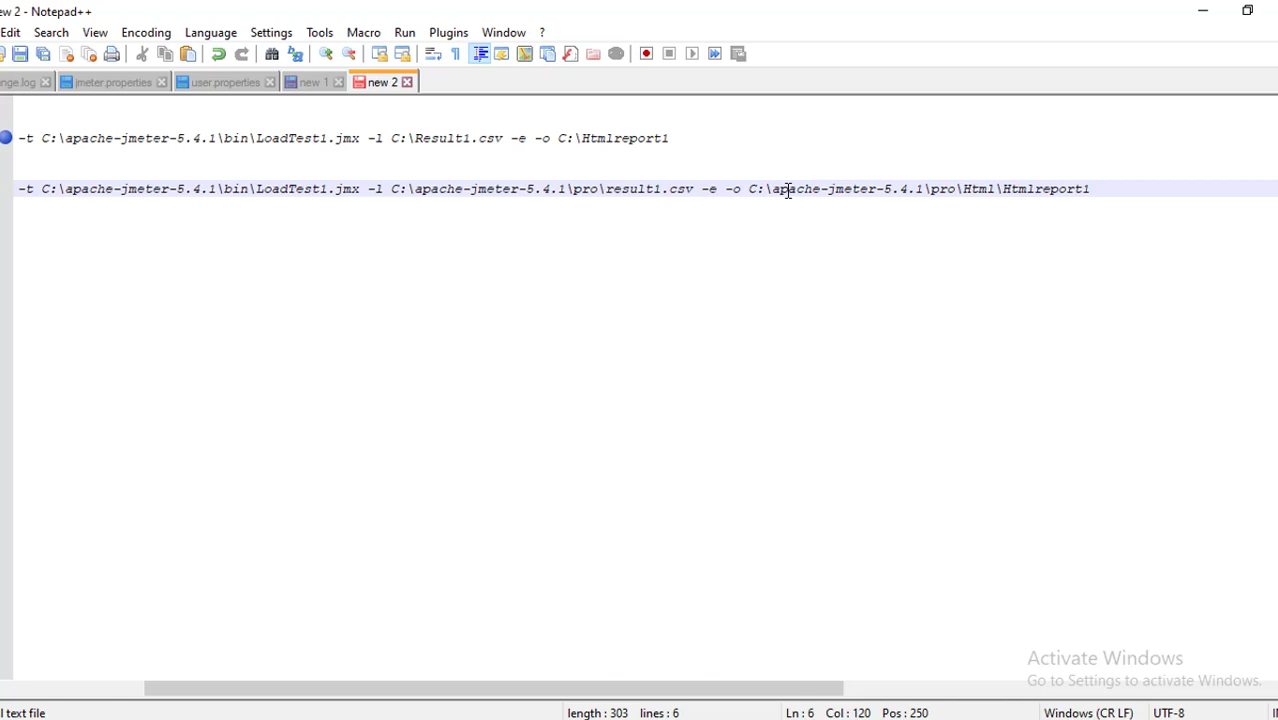 ew 2 - Notepad++
Edit Search View Encoding Language Settings Tools Macro Run Plugins Window ?
nge.log jmeter.properties user.properties new 1 new 2
-t C:\apache-jmeter-5.4.1\bin\LoadTest1.jmx -l C:\Result1.csv -e -o C:\Htmlreport1
-t C:\apache-jmeter-5.4.1\bin\LoadTest1.jmx -l C:\apache-jmeter-5.4.1\pro\result1.csv -e -o C:\apache-jmeter-5.4.1\pro\Html\Htmlreport1
Activate Windows
Go to Settings to activate Windows.
l text file length : 303 lines : 6 Ln : 6 Col : 120 Pos : 250 Windows (CR LF) UTF-8